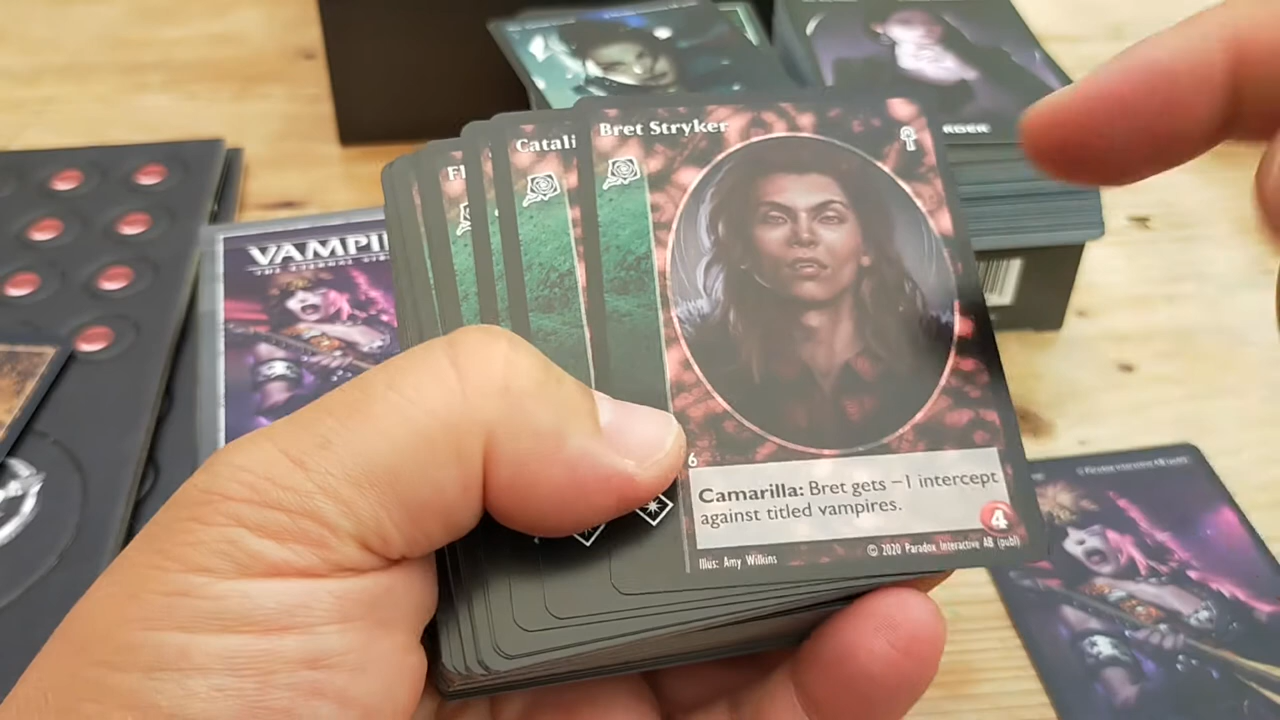 VAMPI
Fl
Catali
Bret Stryker
6
Camarilla: Bret gets −1 intercept
against titled vampires.
4
Illus: Amy Wilkins
© 2020 Paradox Interactive AB (publ)